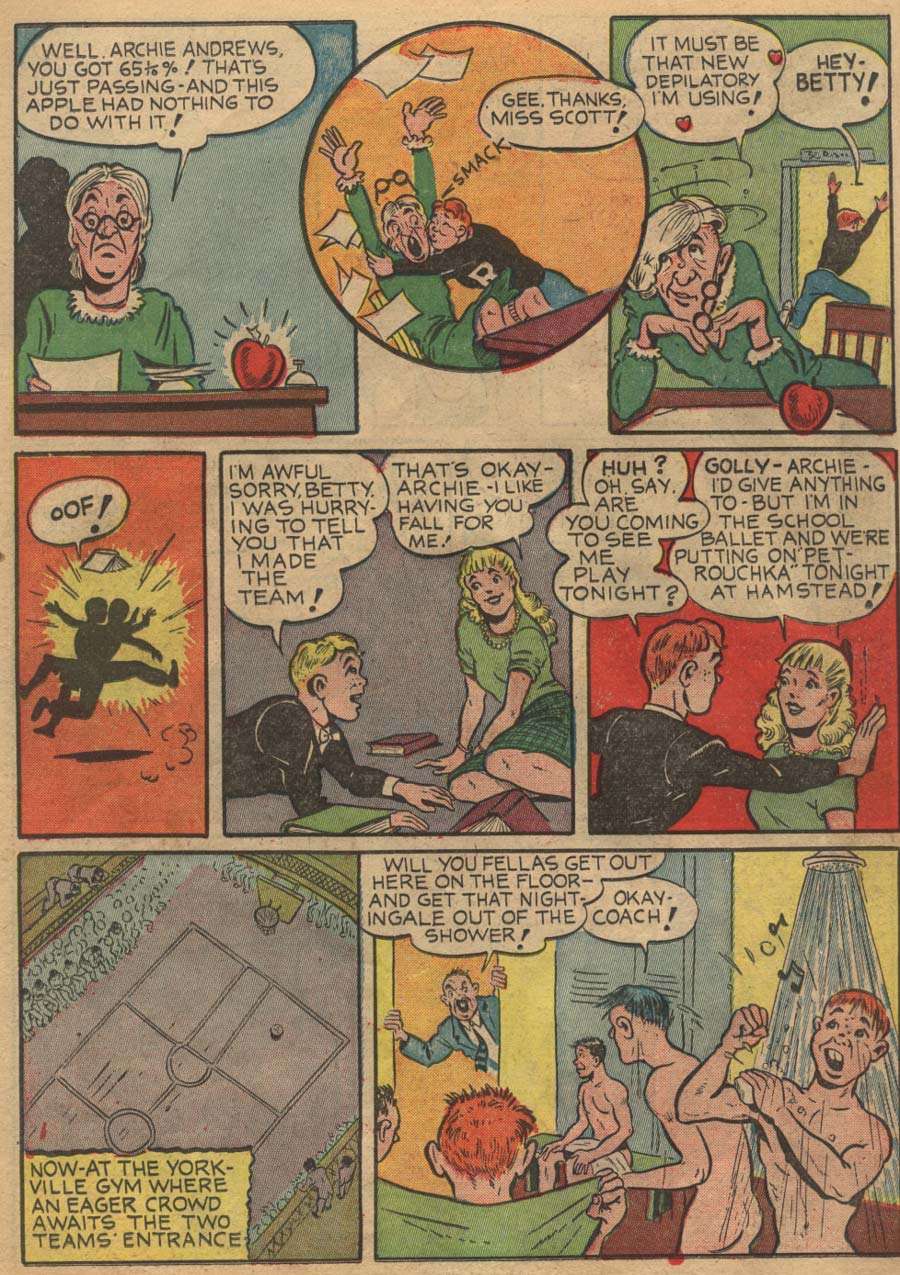 WELL, ARCHIE ANDREWS,
YOU GOT 65⅛%! THATS
JUST PASSING-AND THIS
APPLE HAD NOTHING TO
DO WITH IT!
GEE, THANKS,
MISS SCOTT!
SMACK
R
IT MUST BE
THAT NEW
DEPILATORY
I'M USING!
HEY-
BETTY!
OOF!
I'M AWFUL
SORRY, BETTY.
I WAS HURRY-
ING TO TELL
YOU THAT
I MADE
THE
TEAM!
THAT'S OKAY-
ARCHIE-I LIKE
HAVING YOU
FALL FOR
ME!
HUH?
OH, SAY,
ARE
YOU COMING
TO SEE
ME
PLAY
TONIGHT?
GOLLY-ARCHIE-
I'D GIVE ANYTHING
TO-BUT I'M IN
THE SCHOOL
BALLET AND WE'RE
PUTTING ON "PET-
ROUCHKA" TONIGHT
AT HAMSTEAD!
NOW-AT THE YORK-
VILLE GYM WHERE
AN EAGER CROWD
AWAITS THE TWO
TEAMS' ENTRANCE
WILL YOU FELLAS GET OUT
HERE ON THE FLOOR-
AND GET THAT NIGHT-
INGALE OUT OF THE
SHOWER!
OKAY-
COACH!